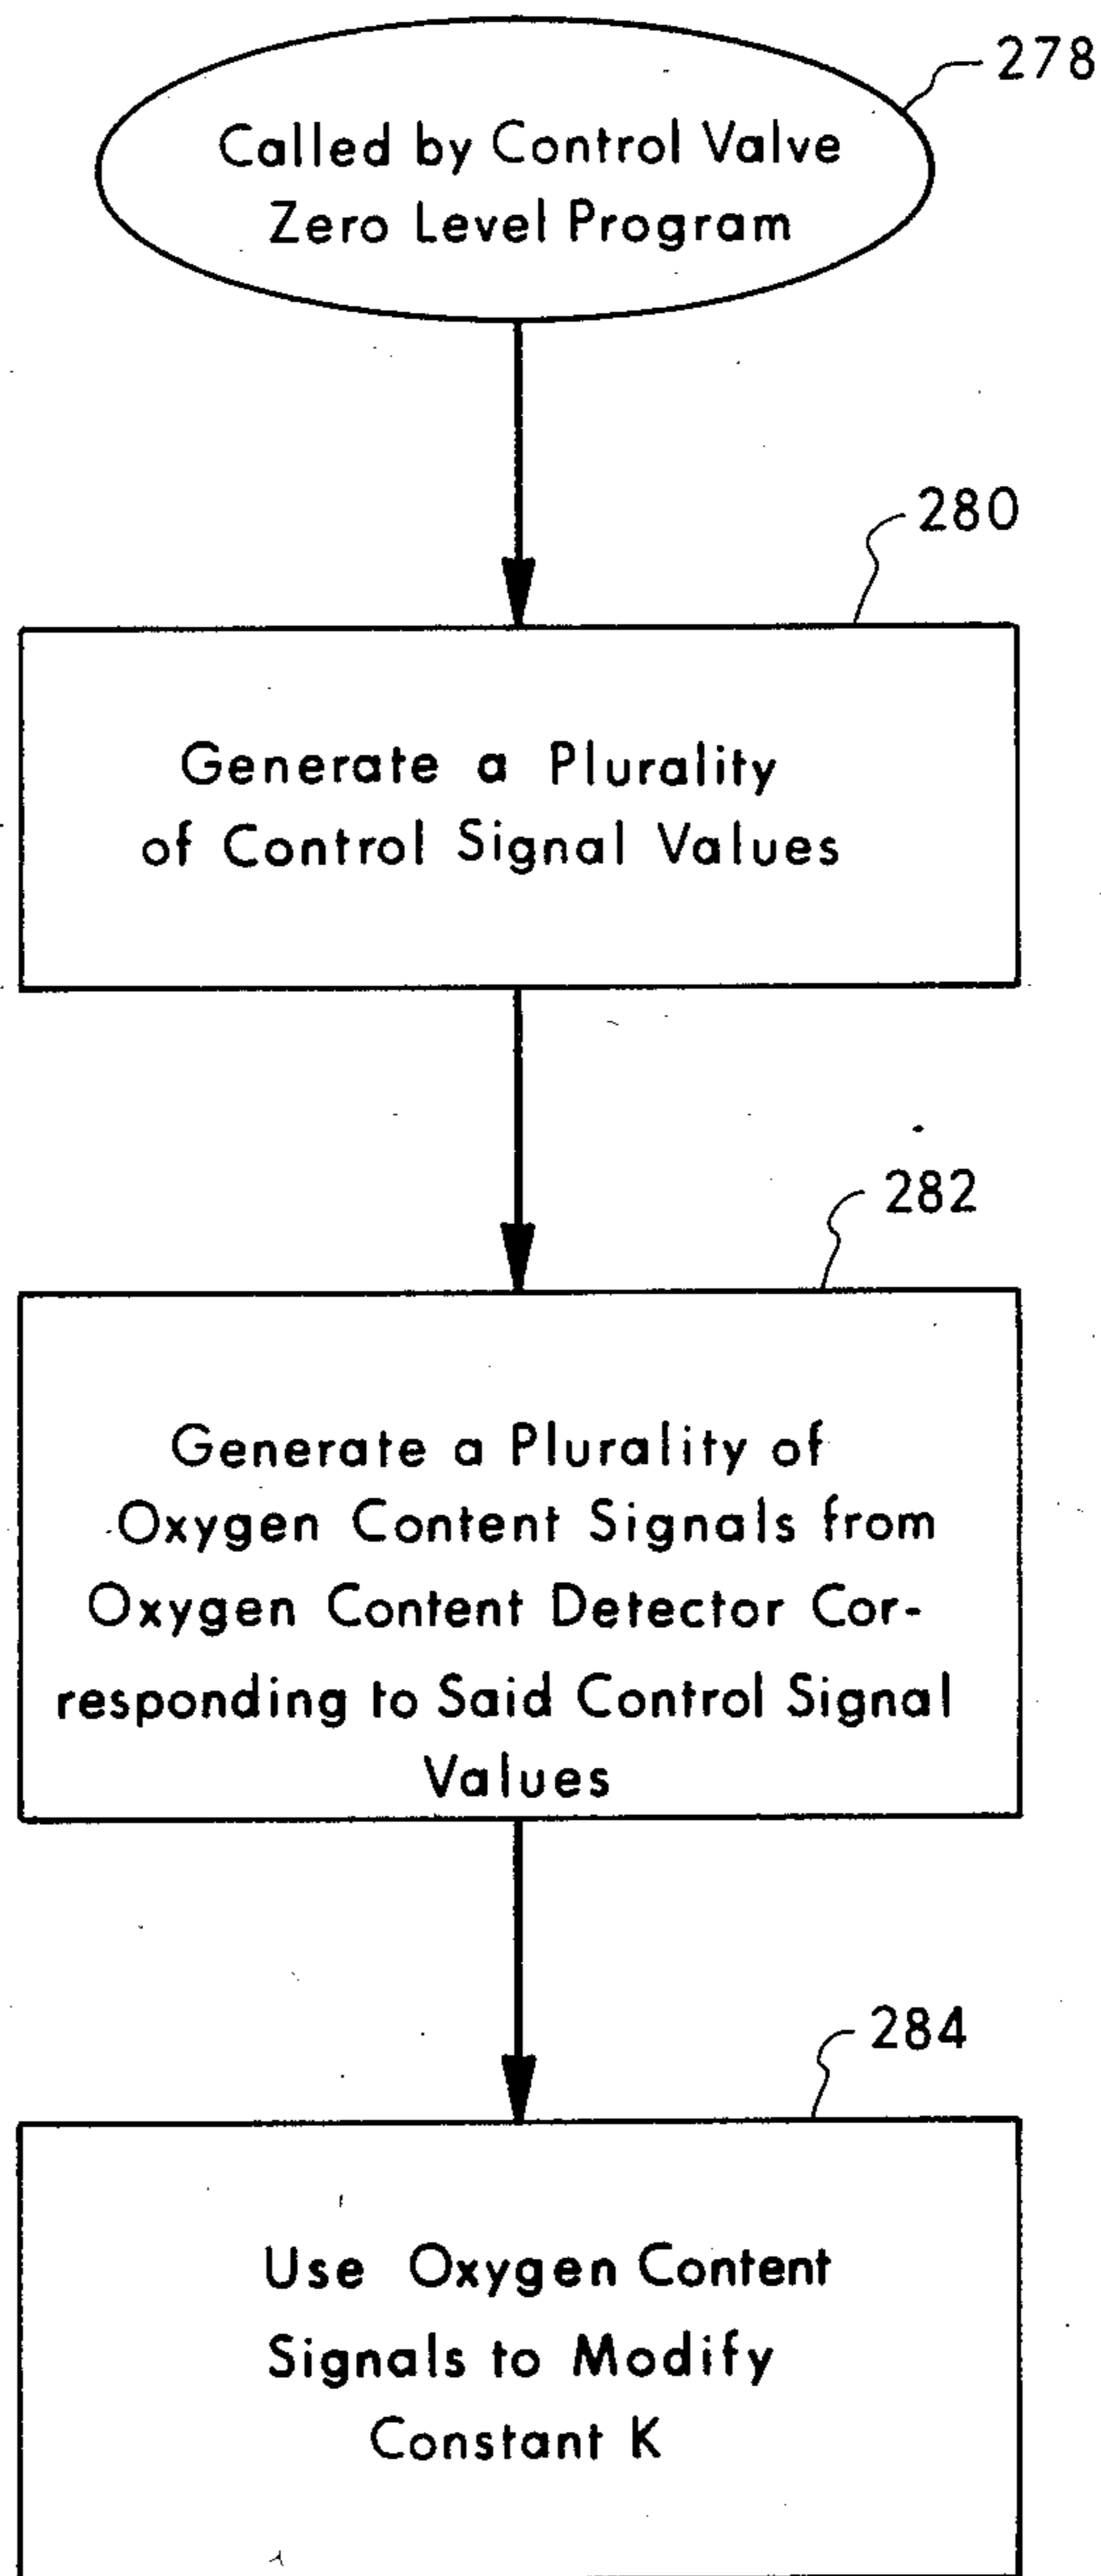 278
Called by Control Valve
Zero Level Program
280
Generate a Plurality
of Control Signal Values
282
Generate a Plurality of
Oxygen Content Signals from
Oxygen Content Detector Cor-
responding to Said Control Signal
Values
284
Use Oxygen Content
Signals to Modify
Constant K